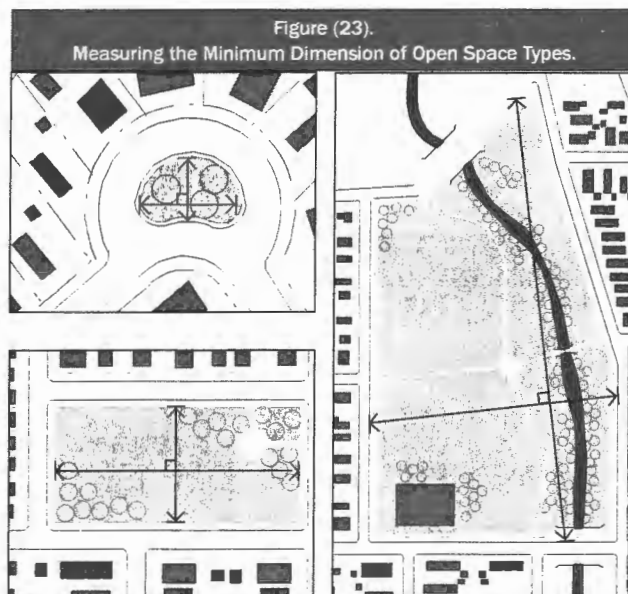 Figure (23).
Measuring the Minimum Dimension of Open Space Types.